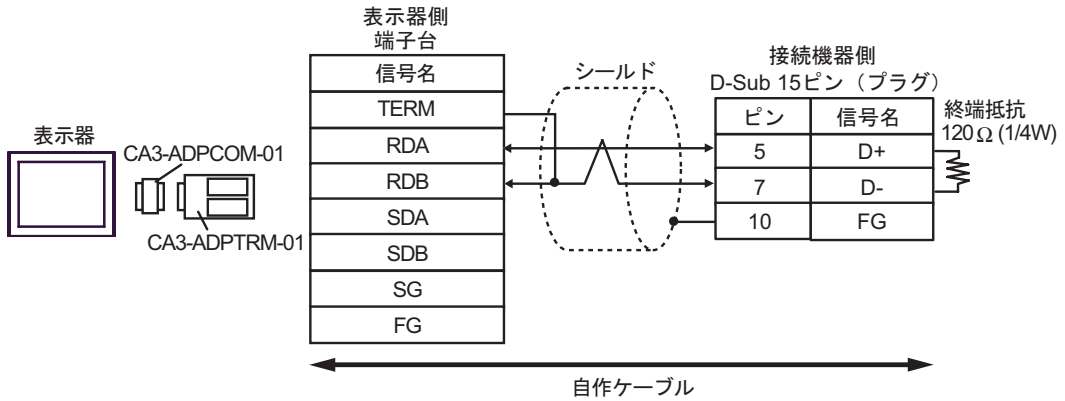 表示器側
端子台
信号名
TERM
RDA
RDB
SDA
SDB
SG
FG
シールド
接続機器側
D-Sub 15ピン（プラグ）
ピン 信号名
5 D+
7 D-
10 FG
終端抵抗
120Ω(1/4W)
表示器
CA3-ADPCOM-01
CA3-ADPTRM-01
自作ケーブル